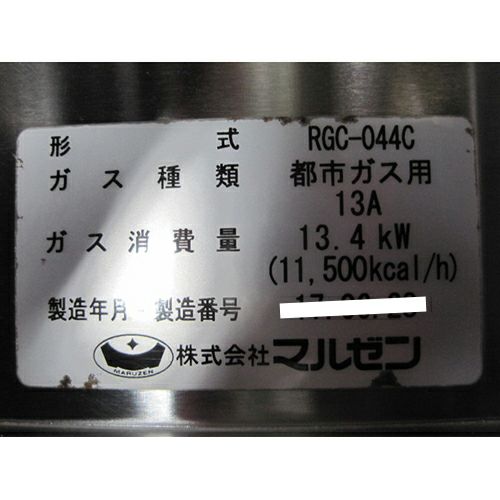 形式 RGC-044C
ガス種類 都市ガス用
13A
ガス消費量 13.4kW
(11,500kcal/h)
製造年月・製造番号
MARUZEN 株式会社マルゼン